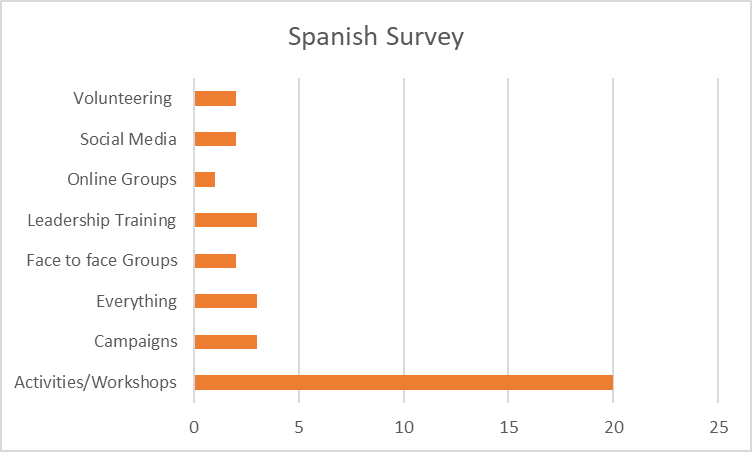 Spanish Survey
Volunteering
Social Media
Online Groups
Leadership Training
Face to face Groups
Everything
Campaigns
Activities/Workshops
0 5 10 15 20 25